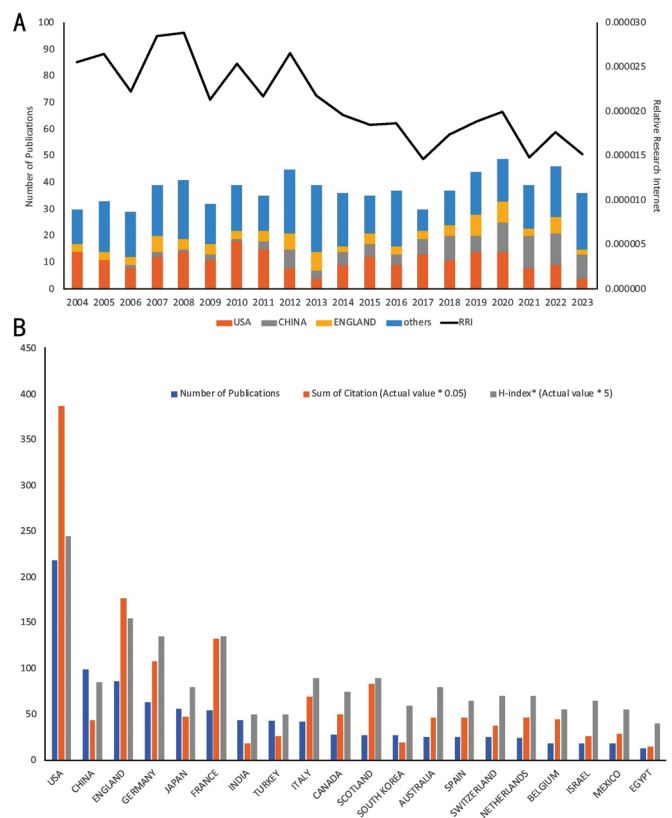 A
100
90
80
70
60
50
40
30
20
10
0
Number of Publications
0.000030
0.000025
0.000020
0.000015
0.000010
0.000005
0.000000
Relative Research Internet
2004 2005 2006 2007 2008 2009 2010 2011 2012 2013 2014 2015 2016 2017 2018 2019 2020 2021 2022 2023
USA CHINA ENGLAND others RRI
B
450
400
350
300
250
200
150
100
50
0
Number of Publications Sum of Citation (Actual value * 0.05) H-index* (Actual value * 5)
USA
CHINA
ENGLAND
GERMANY
JAPAN
FRANCE
INDIA
TURKEY
ITALY
CANADA
SCOTLAND
SOUTH KOREA
AUSTRALIA
SPAIN
SWITZERLAND
NETHERLANDS
BELGIUM
ISRAEL
MEXICO
EGYPT